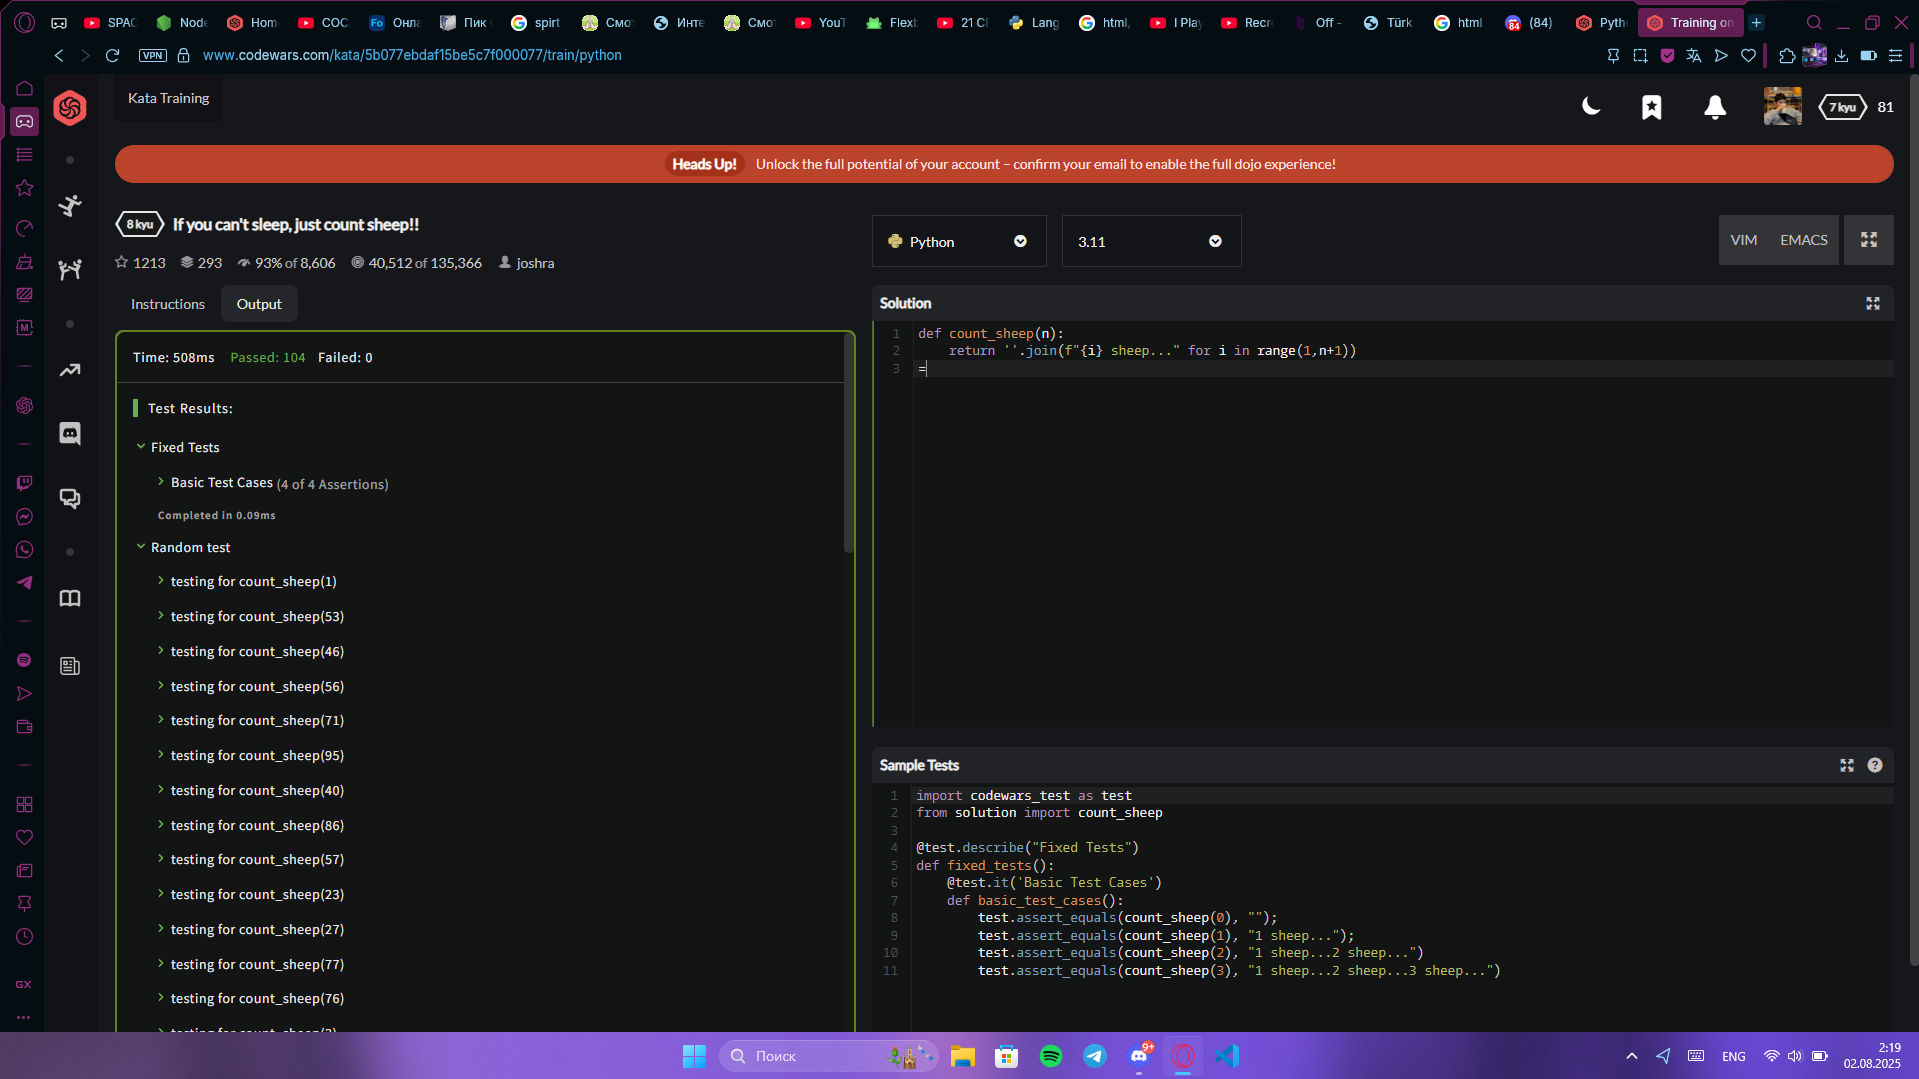 SPAC
Node
Hom
COC
Fo Онла
Пик
spirt
Смот
Инте
Смот
YouT
Flexb
21 CF
Lang
html,
I Play
Recre
Off -
Türk
html
84 (84)
Pyth
Training on
VPN
www.codewars.com/kata/5b077ebdaf15be5c7f000077/train/python
Kata Training
7 kyu 81
Heads Up! Unlock the full potential of your account – confirm your email to enable the full dojo experience!
8 kyu If you can't sleep, just count sheep!!
1213 293 93% of 8,606 40,512 of 135,366 joshra
Python
3.11
VIM EMACS
Instructions Output
Time: 508ms Passed: 104 Failed: 0
Test Results:
Fixed Tests
Basic Test Cases (4 of 4 Assertions)
Completed in 0.09ms
Random test
testing for count_sheep(1)
testing for count_sheep(53)
testing for count_sheep(46)
testing for count_sheep(56)
testing for count_sheep(71)
testing for count_sheep(95)
testing for count_sheep(40)
testing for count_sheep(86)
testing for count_sheep(57)
testing for count_sheep(23)
testing for count_sheep(27)
testing for count_sheep(77)
testing for count_sheep(76)
Solution
1 def count_sheep(n):
2 return ''.join(f"{i} sheep..." for i in range(1,n+1))
3 =
Sample Tests
1 import codewars_test as test
2 from solution import count_sheep
3
4 @test.describe("Fixed Tests")
5 def fixed_tests():
6 @test.it('Basic Test Cases')
7 def basic_test_cases():
8 test.assert_equals(count_sheep(0), "");
9 test.assert_equals(count_sheep(1), "1 sheep...");
10 test.assert_equals(count_sheep(2), "1 sheep...2 sheep...")
11 test.assert_equals(count_sheep(3), "1 sheep...2 sheep...3 sheep...")
GX
Поиск
9+
ENG
2:19
02.08.2025